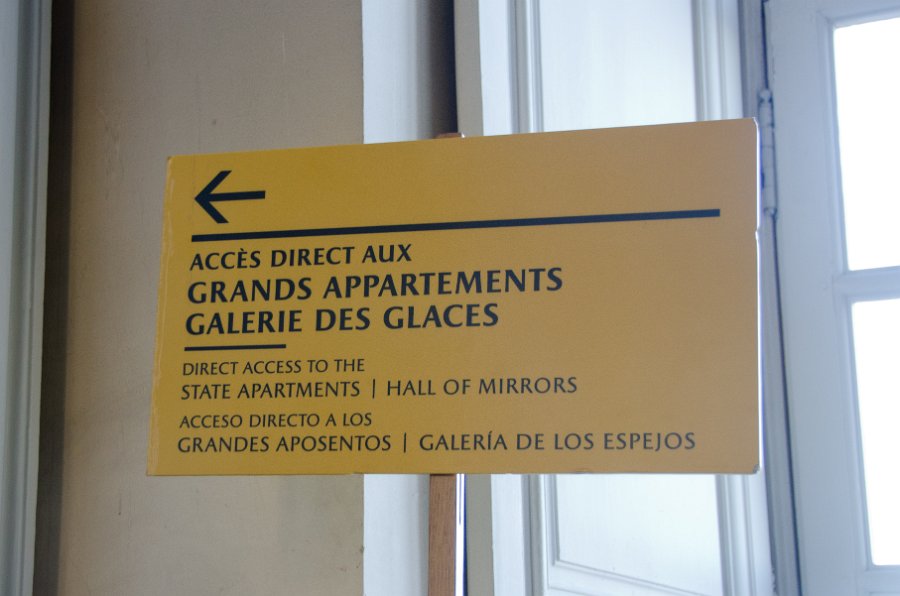 ACCÈS DIRECT AUX
GRANDS APPARTEMENTS
GALERIE DES GLACES
DIRECT ACCESS TO THE
STATE APARTMENTS | HALL OF MIRRORS
ACCESO DIRECTO A LOS
GRANDES APOSENTOS | GALERÍA DE LOS ESPEJOS